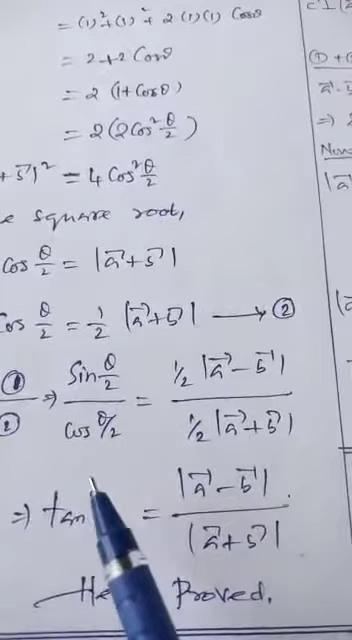 = (1)²+(1)²+ 2(1)(1) Cosθ
= 2+2 Cosθ
= 2 (1+Cosθ)
= 2(2Cos² θ/2)
+b⃗|² = 4 Cos² θ/2
e square root,
Cos θ/2 = |a⃗+b⃗|
Cos θ/2 = 1/2 |a⃗+b⃗| → ②
①/② ⇒ Sin θ/2 / Cos θ/2 = 1/2 |a⃗-b⃗| / 1/2 |a⃗+b⃗|
⇒ tan = |a⃗-b⃗| / |a⃗+b⃗|
He Proved.